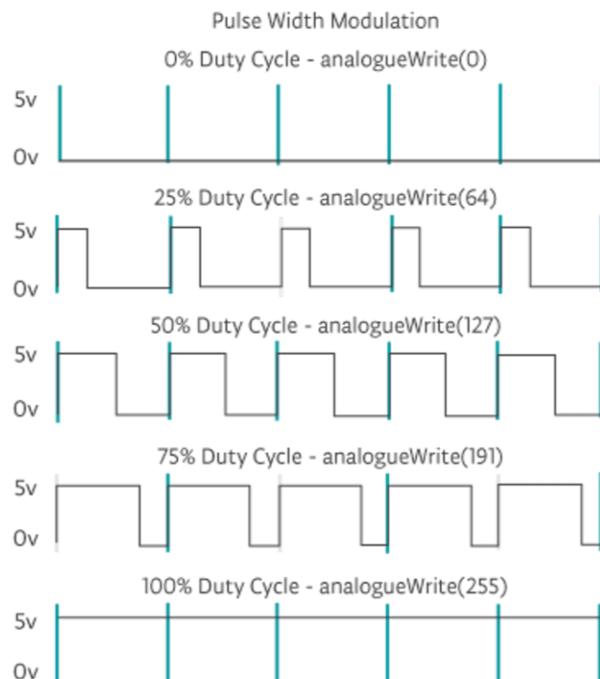 Pulse Width Modulation
0% Duty Cycle - analogueWrite(0)
5v
0v
25% Duty Cycle - analogueWrite(64)
5v
0v
50% Duty Cycle - analogueWrite(127)
5v
0v
75% Duty Cycle - analogueWrite(191)
5v
0v
100% Duty Cycle - analogueWrite(255)
5v
0v